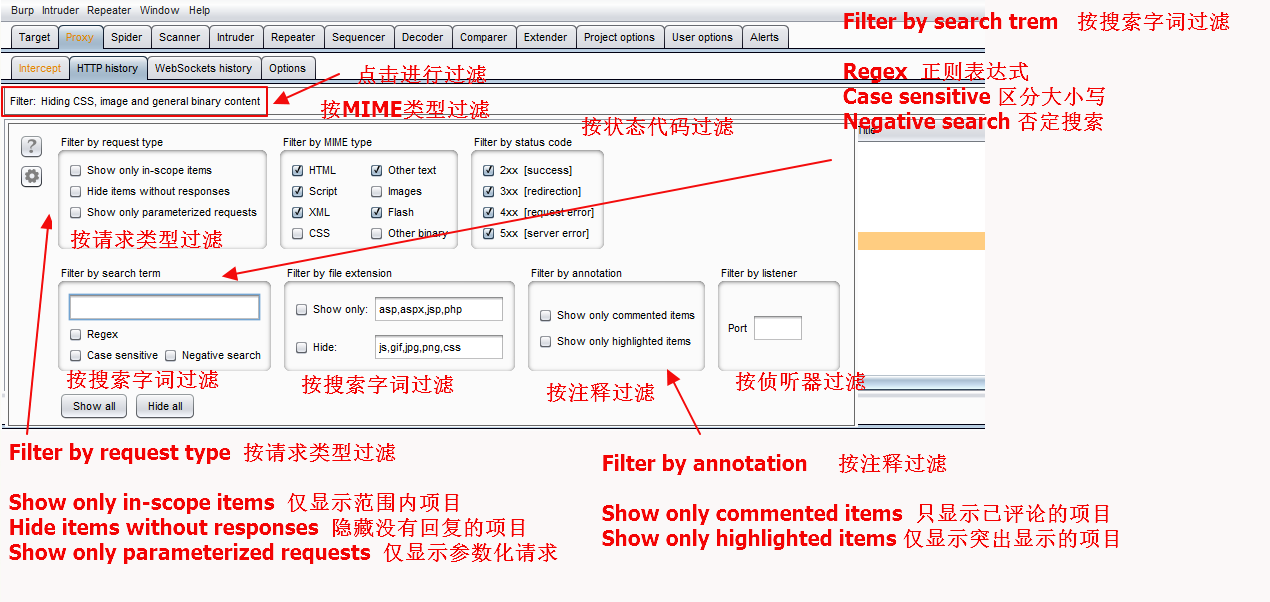 Burp Intruder Repeater Window Help
Filter by search trem 按搜索字词过滤
Target Proxy Spider Scanner Intruder Repeater Sequencer Decoder Comparer Extender Project options User options Alerts
Intercept HTTP history WebSockets history Options
点击进行过滤
Regex 正则表达式
Case sensitive 区分大小写
Negative search 否定搜索
Filter: Hiding CSS, image and general binary content
按MIME类型过滤
按状态代码过滤
Title
Filter by request type
Show only in-scope items
Hide items without responses
Show only parameterized requests
按请求类型过滤
Filter by MIME type
HTML Other text
Script Images
XML Flash
CSS Other binary
Filter by status code
2xx [success]
3xx [redirection]
4xx [request error]
5xx [server error]
Filter by search term
Regex
Case sensitive Negative search
按搜索字词过滤
Filter by file extension
Show only: asp,aspx,jsp,php
Hide: js,gif,jpg,png,css
按搜索字词过滤
Filter by annotation
Show only commented items
Show only highlighted items
按注释过滤
Filter by listener
Port
按侦听器过滤
Show all Hide all
Filter by request type 按请求类型过滤
Show only in-scope items 仅显示范围内项目
Hide items without responses 隐藏没有回复的项目
Show only parameterized requests 仅显示参数化请求
Filter by annotation 按注释过滤
Show only commented items 只显示已评论的项目
Show only highlighted items 仅显示突出显示的项目